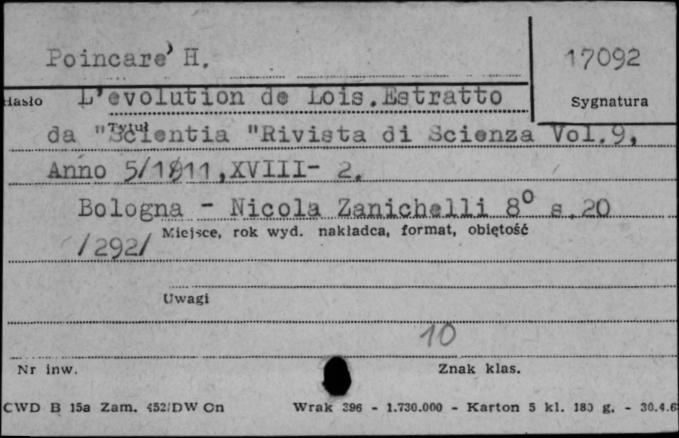 Poincaré H.
17092
Hasło L'evolution de Lois.Estratto
Sygnatura
Tytuł
da "Scientia "Rivista di Scienza Vol.9,
Anno 5/1911,XVIII- 2.
Bologna - Nicola Zanichelli 8° s.20
/292/ Miejsce, rok wyd. nakładca, format, objętość
Uwagi
10
Nr inw.
Znak klas.
CWD B 15a Zam. 452/DW Cn Wrak 396 - 1.730.000 - Karton 5 kl. 180 g. - 30.4.6